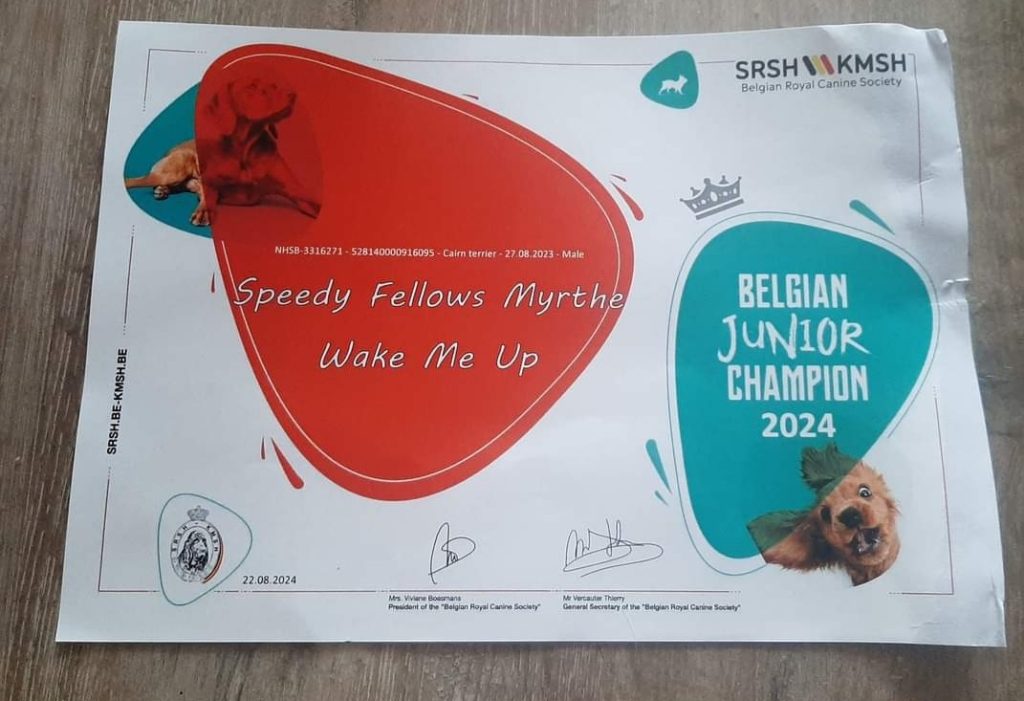 SRSH KMSH
Belgian Royal Canine Society
NHSB-3316271 - 528140000916095 - Cairn terrier - 27.08.2023 - Male
Speedy Fellows Myrthe
Wake Me Up
BELGIAN
JUNIOR
CHAMPION
2024
SRSH.BE-KMSH.BE
SRSH KMSH
22.08.2024
Mrs. Viviane Boesmans
President of the "Belgian Royal Canine Society"
Mr Vercauter Thierry
General Secretary of the "Belgian Royal Canine Society"